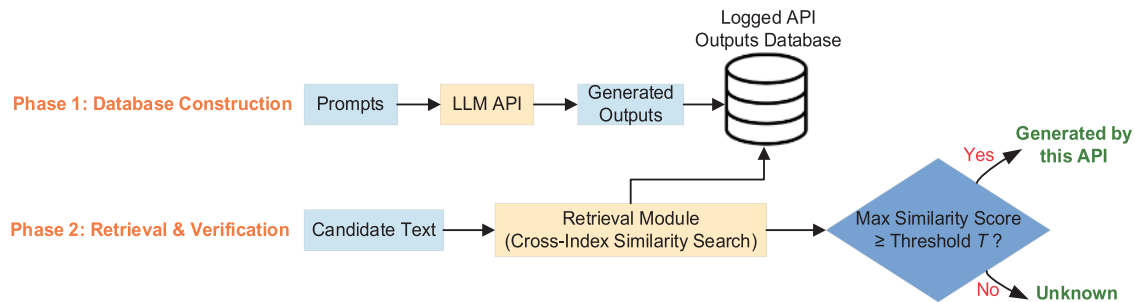 Logged API
Outputs Database
Phase 1: Database Construction
Prompts
LLM API
Generated
Outputs
Phase 2: Retrieval & Verification
Candidate Text
Retrieval Module
(Cross-Index Similarity Search)
Max Similarity Score
≥ Threshold T ?
Yes
Generated by
this API
No
Unknown